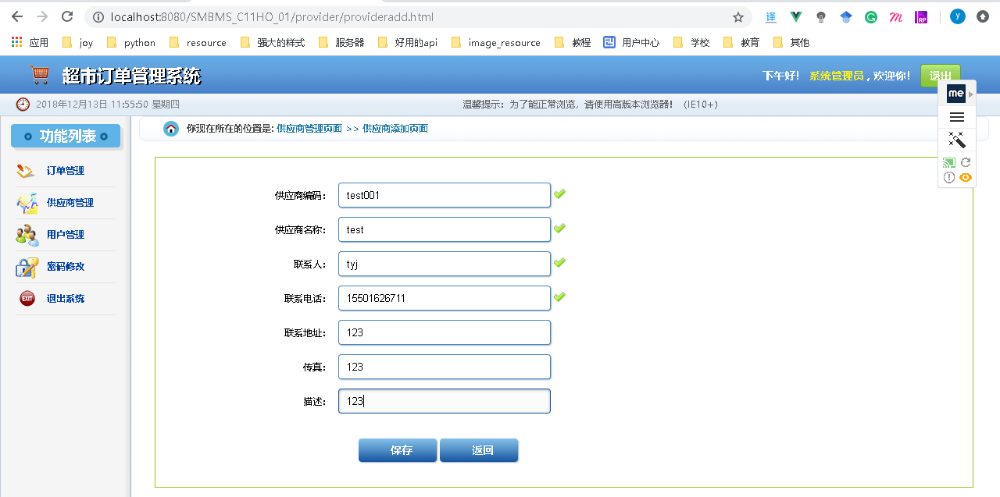 localhost:8080/SMBMS_C11HO_01/provider/provideradd.html
译 G m RP y
应用 joy python resource 强大的样式 服务器 好用的api image_resource 教程 用户中心 学校 教育 其他
超市订单管理系统 下午好! 系统管理员 , 欢迎你! 退出
2018年12月13日 11:55:50 星期四 温馨提示: 为了能正常浏览, 请使用高版本浏览器! (IE10+)
me
功能列表
你现在所在的位置是: 供应商管理页面 >> 供应商添加页面
订单管理
供应商管理
用户管理
密码修改
EXIT 退出系统
供应商编码: test001
供应商名称: test
联系人: tyj
联系电话: 15501626711
联系地址: 123
传真: 123
描述: 123
保存 返回